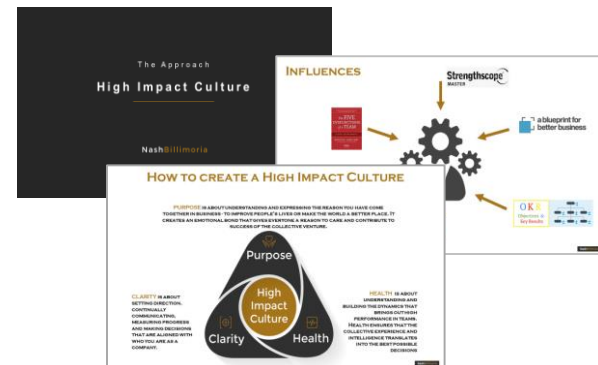 The Approach
High Impact Culture
NashBillimoria
INFLUENCES
Strengthscope
MASTER
The FIVE
DYSFUNCTIONS
of a TEAM
a blueprint for
better business
OKR
Objectives &
Key Results
HOW TO CREATE A HIGH IMPACT CULTURE
PURPOSE IS ABOUT UNDERSTANDING AND EXPRESSING THE REASON YOU HAVE COME
TOGETHER IN BUSINESS - TO IMPROVE PEOPLE'S LIVES OR MAKE THE WORLD A BETTER PLACE. IT
CREATES AN EMOTIONAL BOND THAT GIVES EVERYONE A REASON TO CARE AND CONTRIBUTE TO
SUCCESS OF THE COLLECTIVE VENTURE.
Purpose
High
Impact
Culture
Clarity
Health
CLARITY IS ABOUT
SETTING DIRECTION,
CONTINUALLY
COMMUNICATING,
MEASURING PROGRESS
AND MAKING DECISIONS
THAT ARE ALIGNED WITH
WHO YOU ARE AS A
COMPANY.
HEALTH IS ABOUT
UNDERSTANDING AND
BUILDING THE DYNAMICS THAT
BRINGS OUT HIGH
PERFORMANCE IN TEAMS.
HEALTH ENSURES THAT THE
COLLECTIVE EXPERIENCE AND
INTELLIGENCE TRANSLATES
INTO THE BEST POSSIBLE
DECISIONS